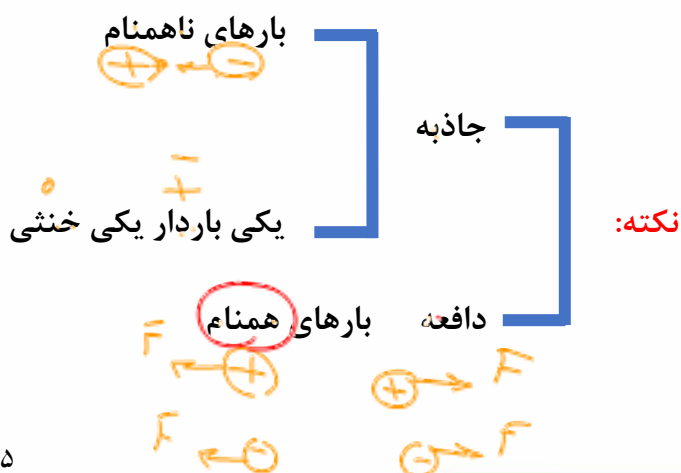 بارهای ناهمنام
+ -
جاذبه
-
° +
یکی باردار یکی خنثی
نکته:
دافعه بارهای همنام
F + + F
F - - F
۵